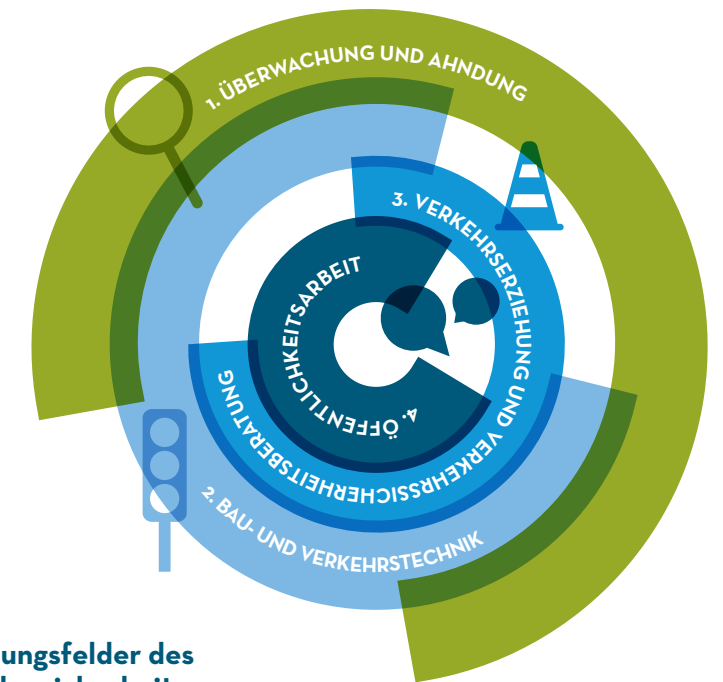 1. ÜBERWACHUNG UND AHNDUNG
3. VERKEHRSERZIEHUNG UND VERKEHRSSICHERHEITSBERATUNG
4. ÖFFENTLICHKEITSARBEIT
2. BAU- UND VERKEHRSTECHNIK
ungsfelder des